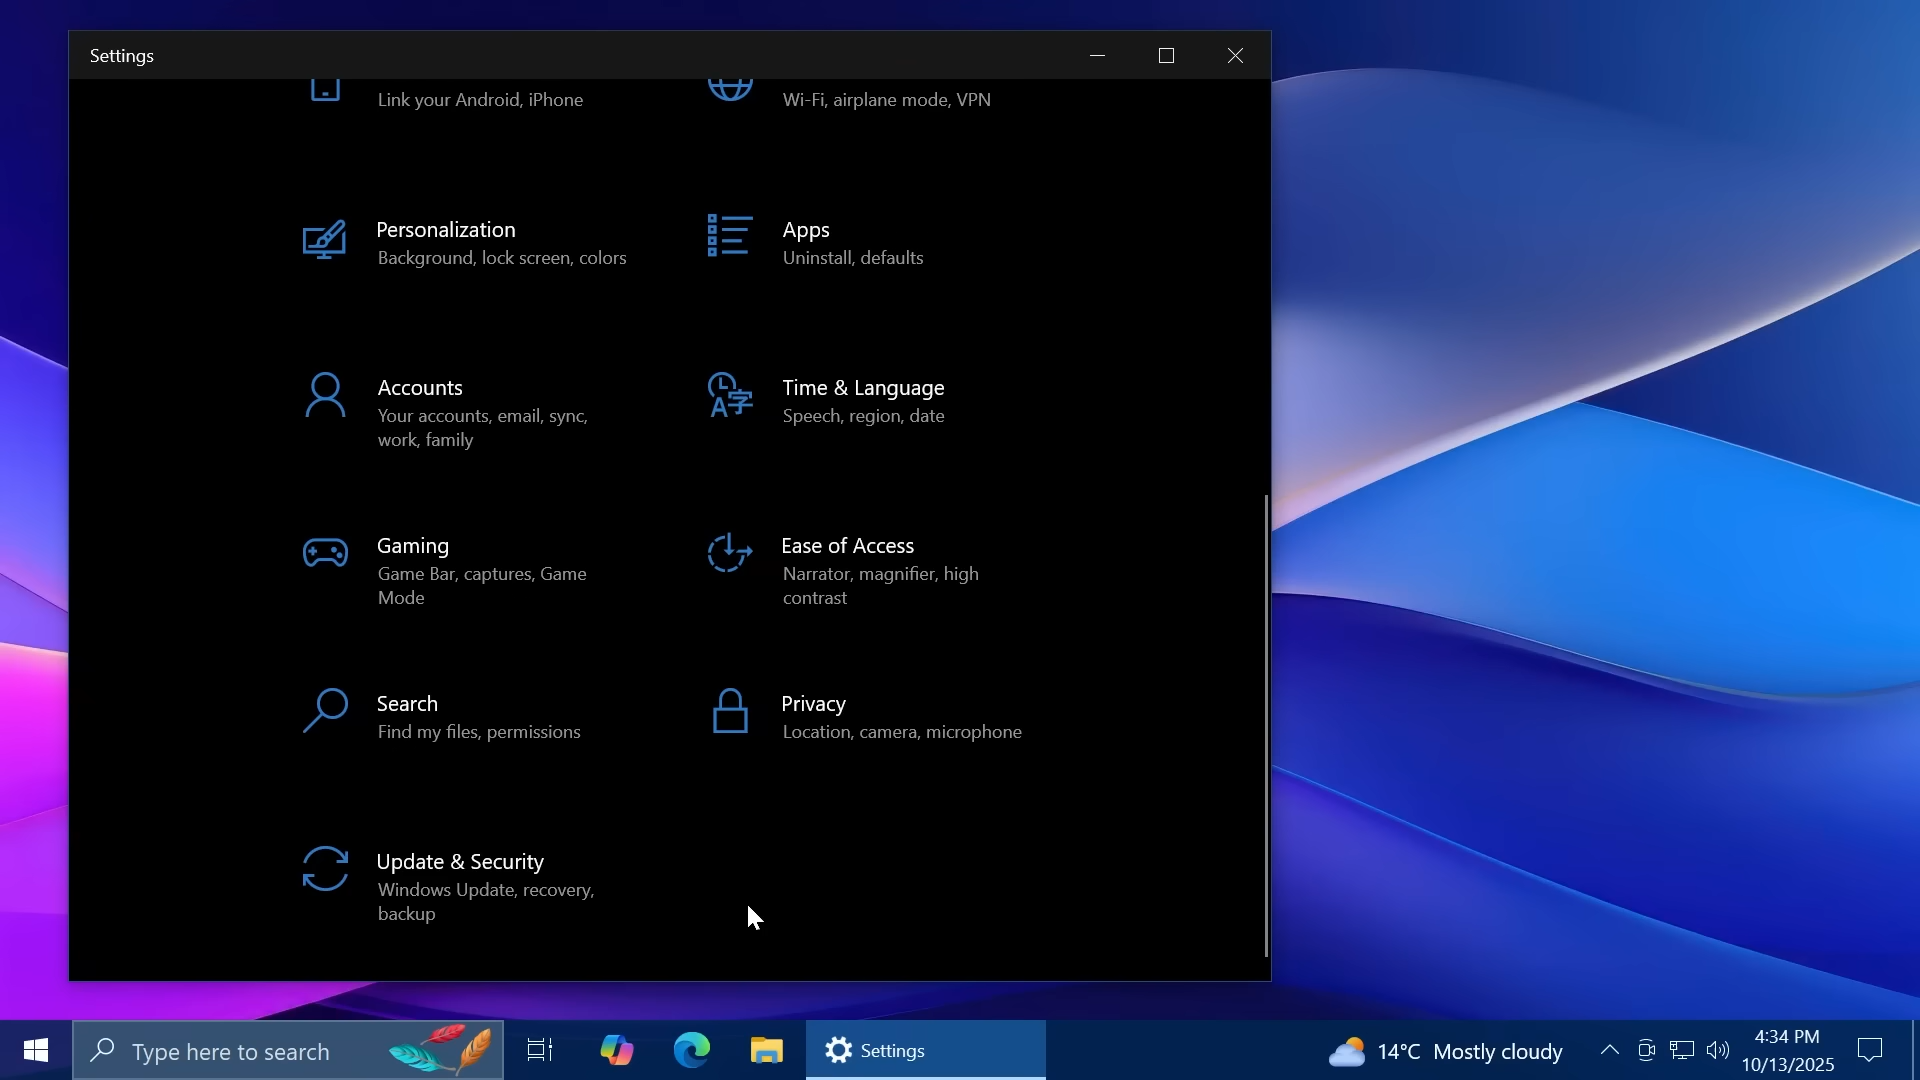 Settings
Link your Android, iPhone
Wi-Fi, airplane mode, VPN
Personalization
Background, lock screen, colors
Apps
Uninstall, defaults
Accounts
Your accounts, email, sync,
work, family
Time & Language
Speech, region, date
Gaming
Game Bar, captures, Game
Mode
Ease of Access
Narrator, magnifier, high
contrast
Search
Find my files, permissions
Privacy
Location, camera, microphone
Update & Security
Windows Update, recovery,
backup
Type here to search
Settings
14°C Mostly cloudy
4:34 PM
10/13/2025